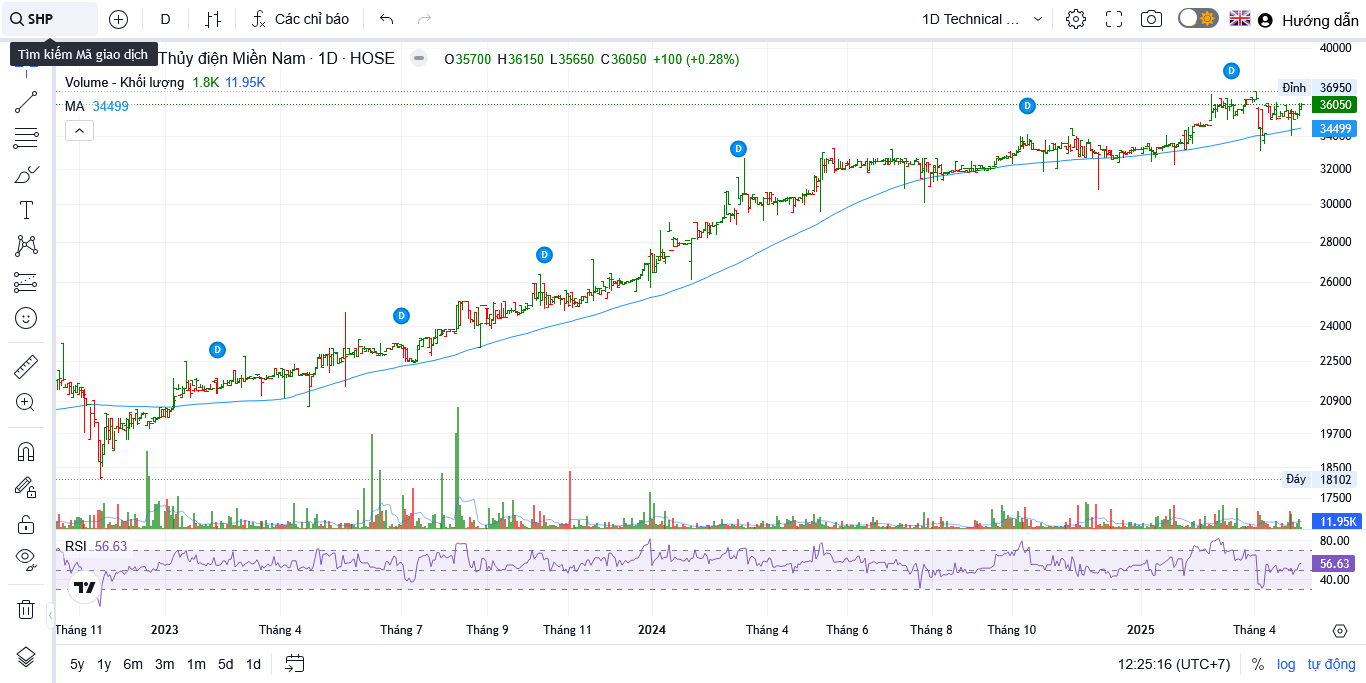 SHP
D
Các chỉ báo
1D Technical ...
Hướng dẫn
Tìm kiếm Mã giao dịch
Thủy điện Miền Nam · 1D · HOSE
O35700 H36150 L35650 C36050 +100 (+0.28%)
Volume - Khối lượng 1.8K 11.95K
MA 34499
D
D
D
D
D
D
40000
Đỉnh 36950
36050
34499
34000
32000
30000
28000
26000
24000
22500
20900
19700
18500
Đáy 18102
17500
11.95K
RSI 56.63
80.00
56.63
40.00
Tháng 11 2023 Tháng 4 Tháng 7 Tháng 9 Tháng 11 2024 Tháng 4 Tháng 6 Tháng 8 Tháng 10 2025 Tháng 4
5y 1y 6m 3m 1m 5d 1d
12:25:16 (UTC+7) % log tự động